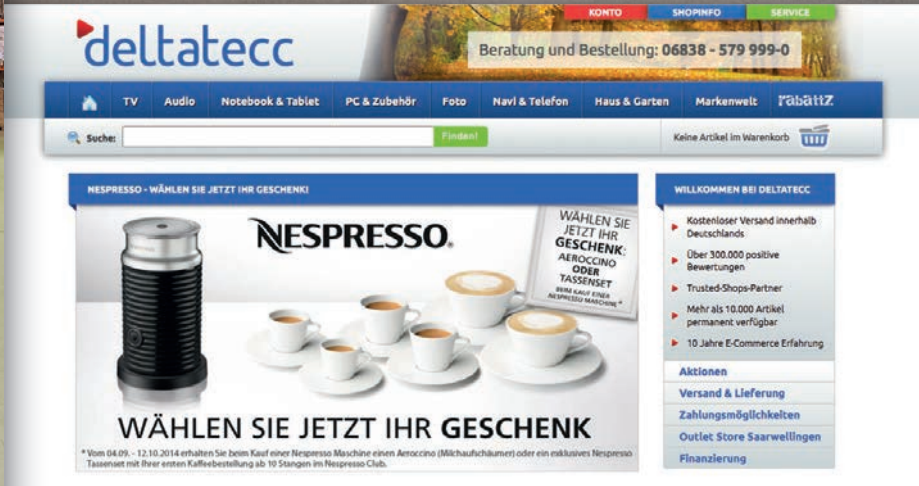 KONTO SHOPINFO SERVICE
deltatecc
Beratung und Bestellung: 06838 - 579 999-0
TV Audio Notebook & Tablet PC & Zubehör Foto Navi & Telefon Haus & Garten Markenwelt rabattz
Suche: Finden! Keine Artikel im Warenkorb
NESPRESSO - WÄHLEN SIE JETZT IHR GESCHENK!
NESPRESSO.
WÄHLEN SIE
JETZT IHR
GESCHENK:
AEROCCINO
ODER
TASSENSET
BEIM KAUF EINER
NESPRESSO MASCHINE*
WÄHLEN SIE JETZT IHR GESCHENK
* Vom 04.09. - 12.10.2014 erhalten Sie beim Kauf einer Nespresso Maschine einen Aeroccino (Milchaufschäumer) oder ein exklusives Nespresso
Tassenset mit Ihrer ersten Kaffeebestellung ab 10 Stangen im Nespresso Club.
WILLKOMMEN BEI DELTATECC
Kostenloser Versand innerhalb
Deutschlands
Über 300.000 positive
Bewertungen
Trusted-Shops-Partner
Mehr als 10.000 Artikel
permanent verfügbar
10 Jahre E-Commerce Erfahrung
Aktionen
Versand & Lieferung
Zahlungsmöglichkeiten
Outlet Store Saarwellingen
Finanzierung